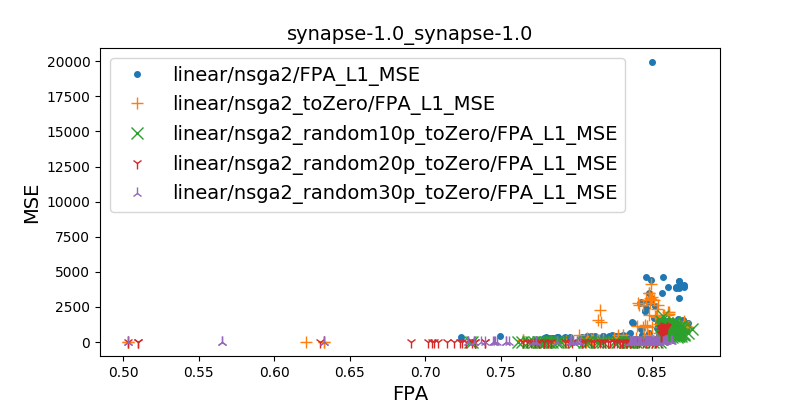 synapse-1.0_synapse-1.0
MSE
20000
17500
15000
12500
10000
7500
5000
2500
0
linear/nsga2/FPA_L1_MSE
linear/nsga2_toZero/FPA_L1_MSE
linear/nsga2_random10p_toZero/FPA_L1_MSE
linear/nsga2_random20p_toZero/FPA_L1_MSE
linear/nsga2_random30p_toZero/FPA_L1_MSE
0.50 0.55 0.60 0.65 0.70 0.75 0.80 0.85
FPA